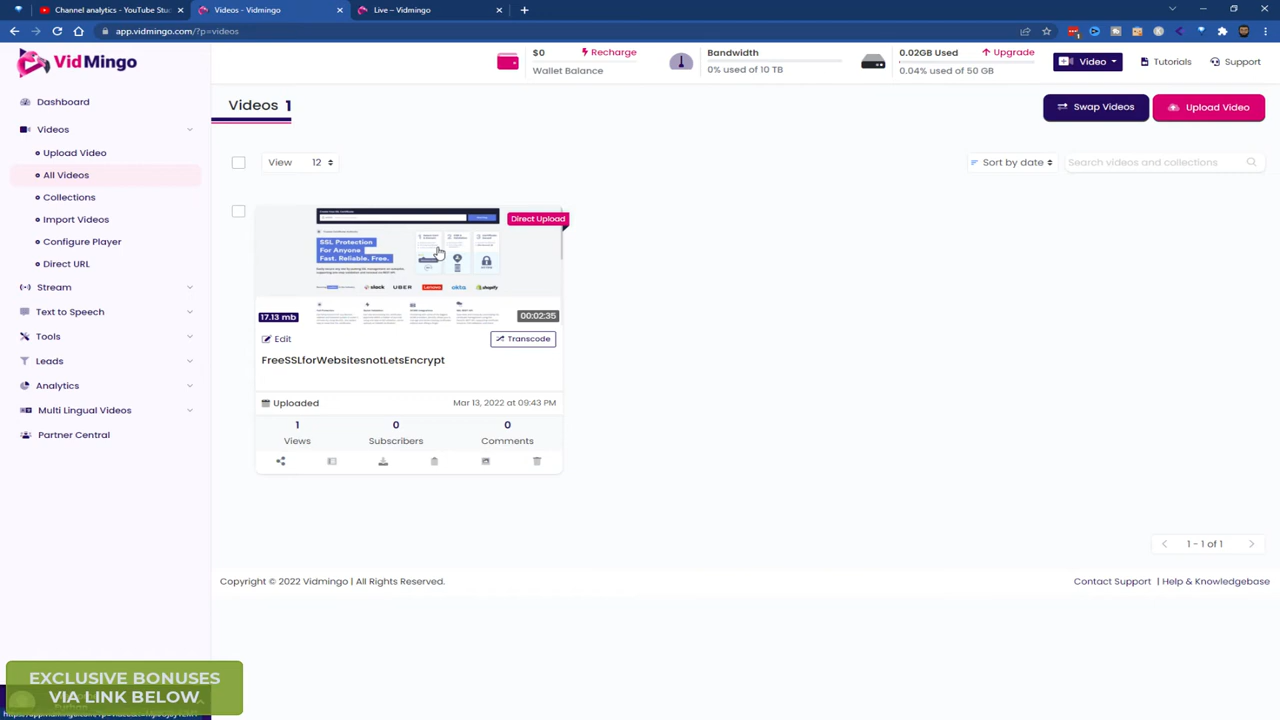 Channel analytics - YouTube Stu
Videos - Vidmingo
Live – Vidmingo
app.vidmingo.com/?p=videos
VidMingo
$0
Recharge
Wallet Balance
Bandwidth
0% used of 10 TB
0.02GB Used
Upgrade
0.04% used of 50 GB
Video
Tutorials
Support
Dashboard
Videos
Upload Video
All Videos
Collections
Import Videos
Configure Player
Direct URL
Stream
Text to Speech
Tools
Leads
Analytics
Multi Lingual Videos
Partner Central
Videos 1
Swap Videos
Upload Video
View 12
Sort by date
Search videos and collections
Direct Upload
SSL Protection
For Anyone
Fast. Reliable. Free.
slack UBER Lenovo okta shopify
17.13 mb
00:02:35
Edit
Transcode
FreeSSLforWebsitesnotLetsEncrypt
Uploaded
Mar 13, 2022 at 09:43 PM
1
Views
0
Subscribers
0
Comments
1 - 1 of 1
Copyright © 2022 Vidmingo | All Rights Reserved.
Contact Support | Help & Knowledgebase
EXCLUSIVE BONUSES
VIA LINK BELOW